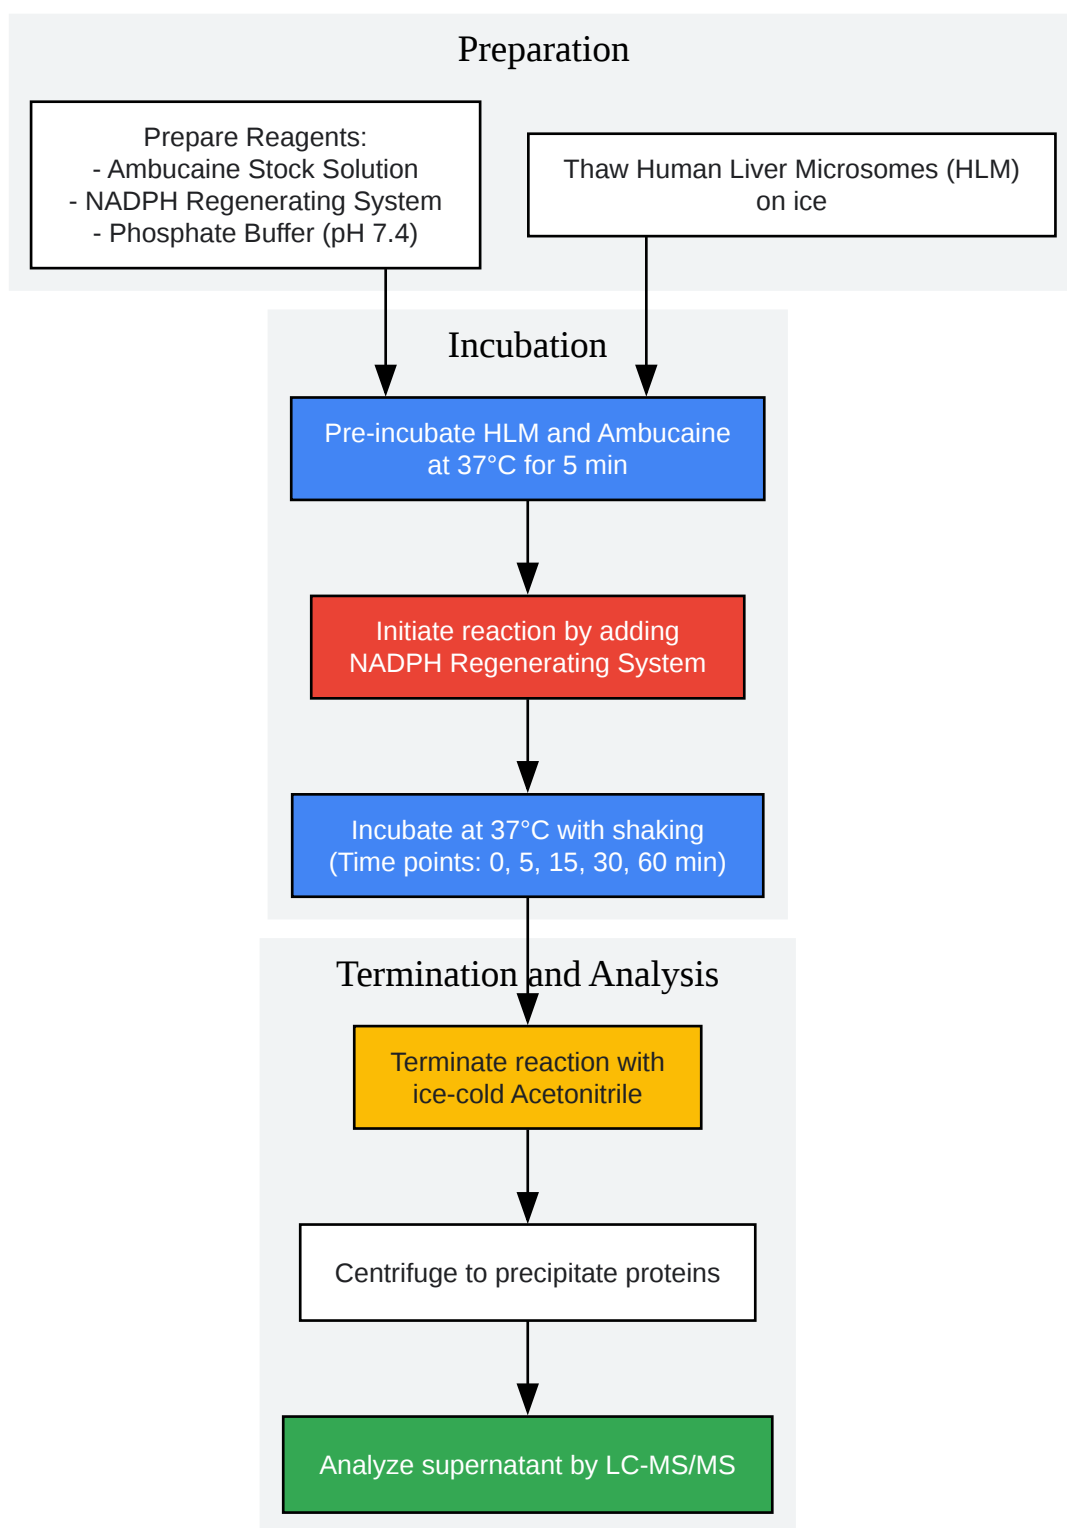 Preparation
Prepare Reagents:
- Ambucaine Stock Solution
- NADPH Regenerating System
- Phosphate Buffer (pH 7.4)
Thaw Human Liver Microsomes (HLM)
on ice
Incubation
Pre-incubate HLM and Ambucaine
at 37°C for 5 min
Initiate reaction by adding
NADPH Regenerating System
Incubate at 37°C with shaking
(Time points: 0, 5, 15, 30, 60 min)
Termination and Analysis
Terminate reaction with
ice-cold Acetonitrile
Centrifuge to precipitate proteins
Analyze supernatant by LC-MS/MS